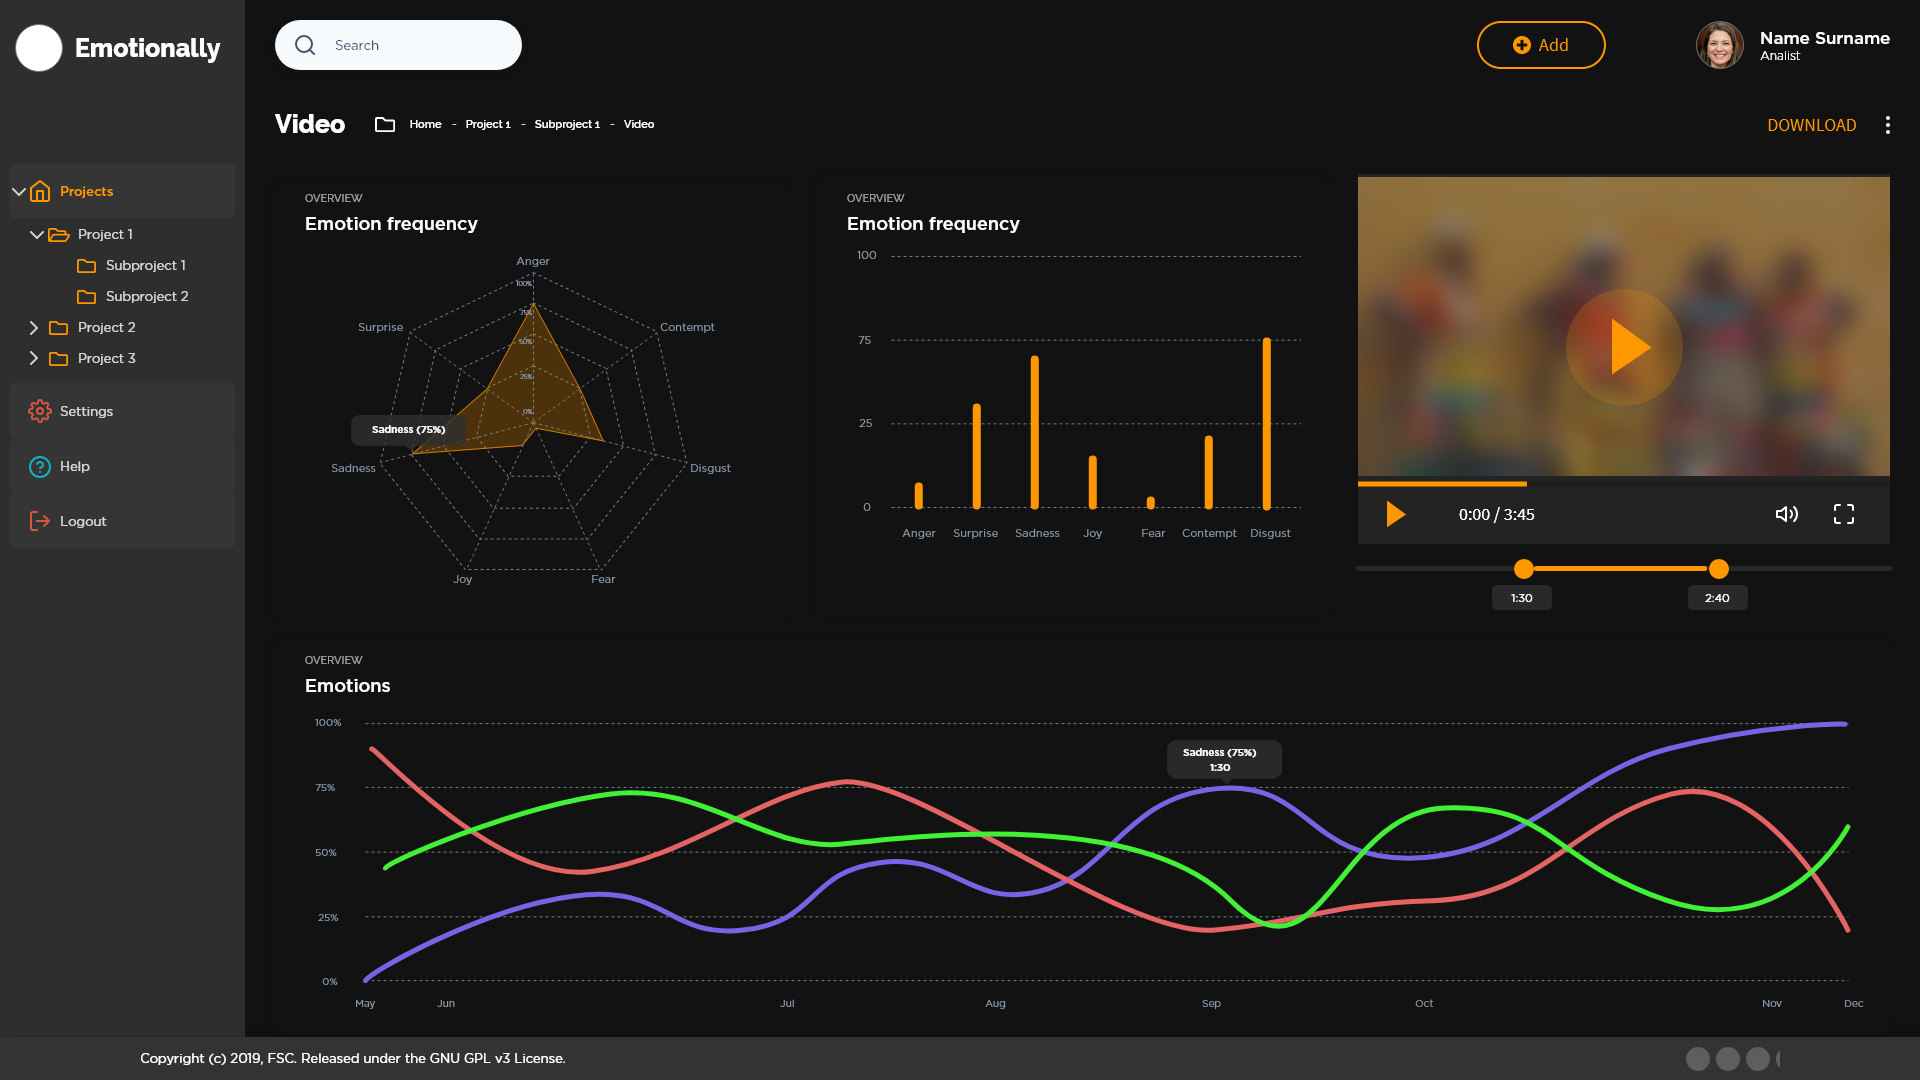 Emotionally
Search
Add
Name Surname
Analist
Video
Home - Project 1 - Subproject 1 - Video
DOWNLOAD
Projects
Project 1
Subproject 1
Subproject 2
Project 2
Project 3
Settings
Help
Logout
OVERVIEW
Emotion frequency
Anger
100%
75%
50%
25%
0%
Surprise
Contempt
Sadness (75%)
Sadness
Disgust
Joy
Fear
OVERVIEW
Emotion frequency
100
75
25
0
Anger Surprise Sadness Joy Fear Contempt Disgust
0:00 / 3:45
1:30
2:40
OVERVIEW
Emotions
100%
75%
50%
25%
0%
Sadness (75%)
1:30
May Jun Jul Aug Sep Oct Nov Dec
Copyright (c) 2019, FSC. Released under the GNU GPL v3 License.